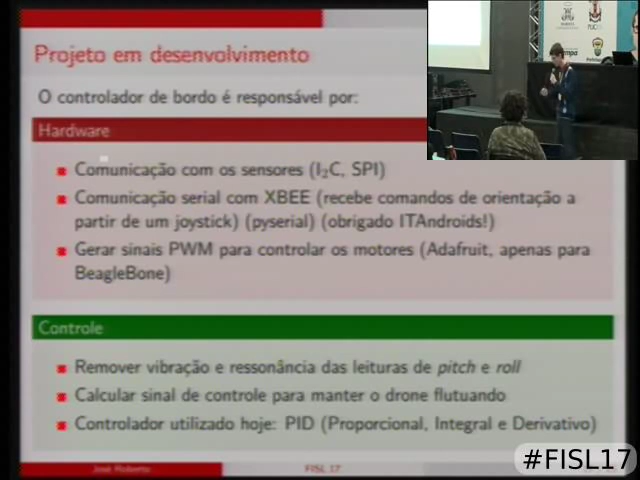 Projeto em desenvolvimento
O controlador de bordo é responsável por:
Hardware
Comunicação com os sensores (I₂C, SPI)
Comunicação serial com XBEE (recebe comandos de orientação a
partir de um joystick) (pyserial) (obrigado ITAndroids!)
Gerar sinais PWM para controlar os motores (Adafruit, apenas para
BeagleBone)
Controle
Remover vibração e ressonância das leituras de pitch e roll
Calcular sinal de controle para manter o drone flutuando
Controlador utilizado hoje: PID (Proporcional, Integral e Derivativo)
José Roberto
FISL 17
#FISL17